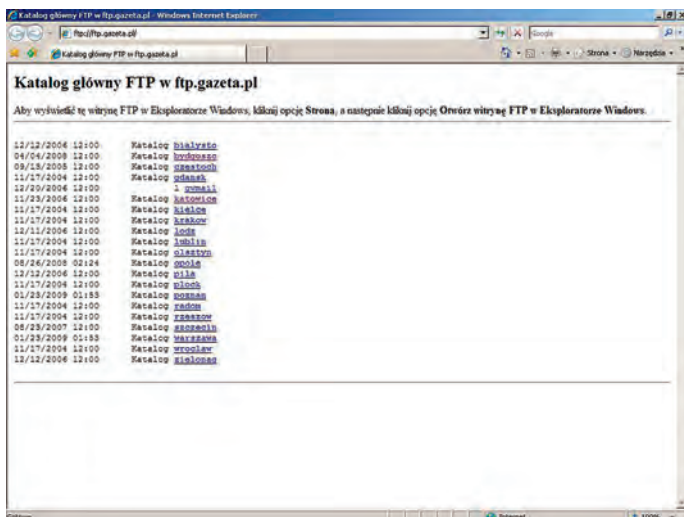 Katalog główny FTP w ftp.gazeta.pl - Windows Internet Explorer
ftp://ftp.gazeta.pl/
Google
Katalog główny FTP w ftp.gazeta.pl
Strona
Narzędzia
Katalog główny FTP w ftp.gazeta.pl
Aby wyświetlić tę witrynę FTP w Eksploratorze Windows, kliknij opcję Strona, a następnie kliknij opcję Otwórz witrynę FTP w Eksploratorze Windows.
12/12/2006 12:00 Katalog bialysto
04/04/2008 12:00 Katalog bydgoszc
09/15/2005 12:00 Katalog czestoch
11/17/2004 12:00 Katalog gdansk
12/20/2006 12:00 1 gvmail
11/23/2006 12:00 Katalog katowice
11/17/2004 12:00 Katalog kielce
11/17/2004 12:00 Katalog krakow
12/11/2006 12:00 Katalog lodz
11/17/2004 12:00 Katalog lublin
11/17/2004 12:00 Katalog olsztyn
08/26/2008 02:24 Katalog opole
12/12/2006 12:00 Katalog pila
11/17/2004 12:00 Katalog plock
01/23/2009 01:53 Katalog poznan
11/17/2004 12:00 Katalog radom
11/17/2004 12:00 Katalog rzeszow
08/23/2007 12:00 Katalog szczecin
01/23/2009 01:53 Katalog warszawa
11/17/2004 12:00 Katalog wroclaw
12/12/2006 12:00 Katalog zielonag
Internet
100%